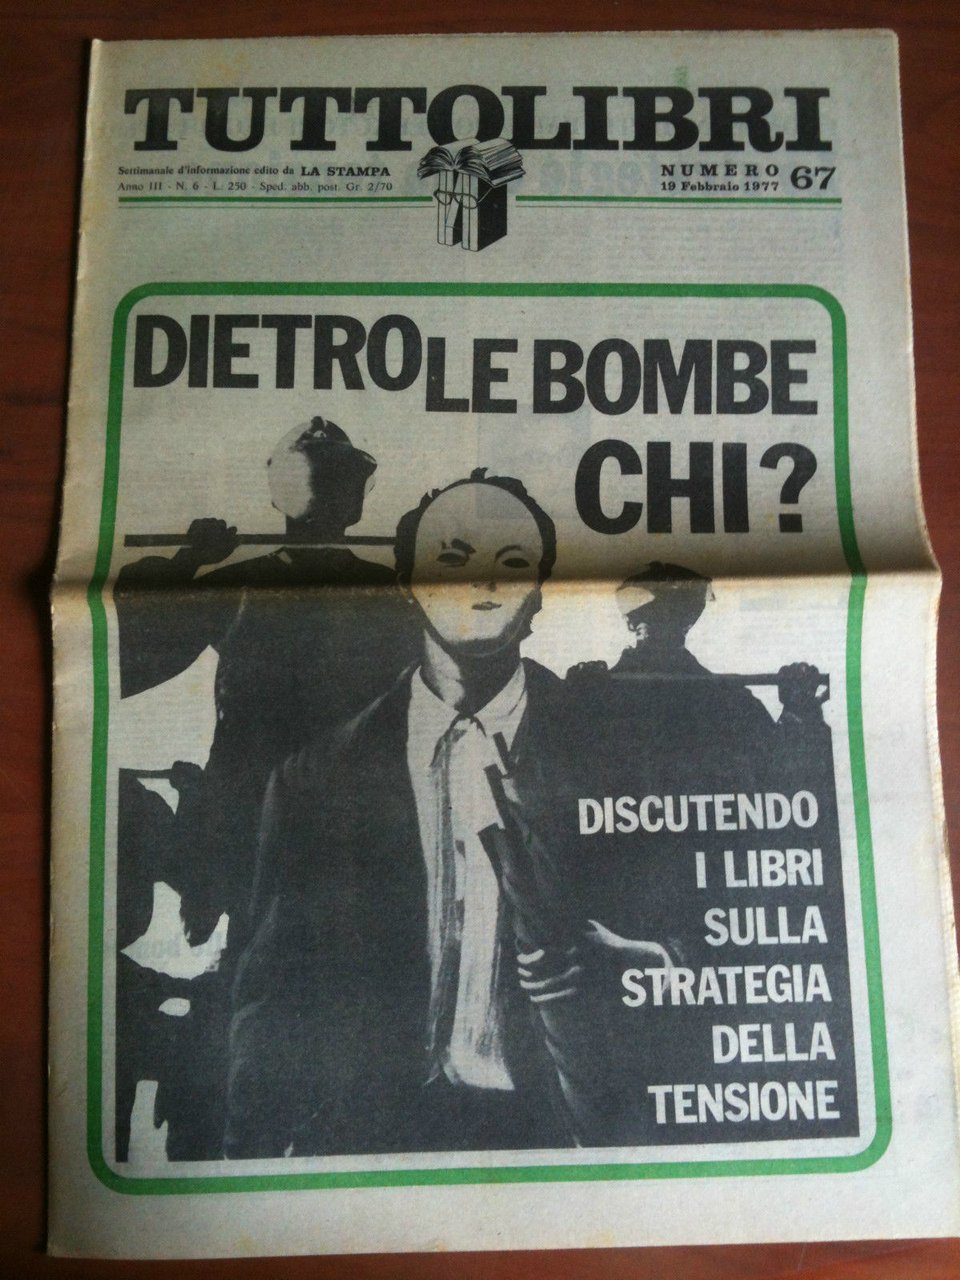 TUTTOLIBRI
Settimanale d'informazione edito da LA STAMPA
Anno III - N. 6 - L. 250 - Sped. abb. post. Gr. 2/70
NUMERO 67
19 Febbraio 1977
DIETRO LE BOMBE
CHI?
DISCUTENDO
I LIBRI
SULLA
STRATEGIA
DELLA
TENSIONE